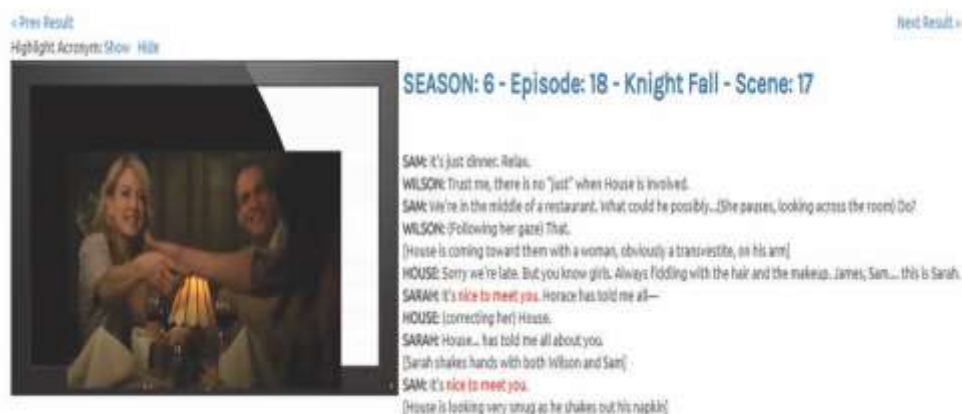 « Prev Result
Next Result »
Highlight Acronym: Show Hide
SEASON: 6 - Episode: 18 - Knight Fall - Scene: 17
SAM: It's just dinner. Relax.
WILSON: Trust me, there is no "just" when House is involved.
SAM: We're in the middle of a restaurant. What could he possibly...(She pauses, looking across the room) Do?
WILSON: (Following her gaze) That.
[House is coming toward them with a woman, obviously a transvestite, on his arm]
HOUSE: Sorry we're late. But you know girls. Always fiddling with the hair and the makeup. James, Sam.... this is Sarah.
SARAH: It's nice to meet you. Horace has told me all—
HOUSE: (correcting her) House.
SARAH: House... has told me all about you.
[Sarah shakes hands with both Wilson and Sam]
SAM: It's nice to meet you.
[House is looking very smug as he shakes out his napkin]